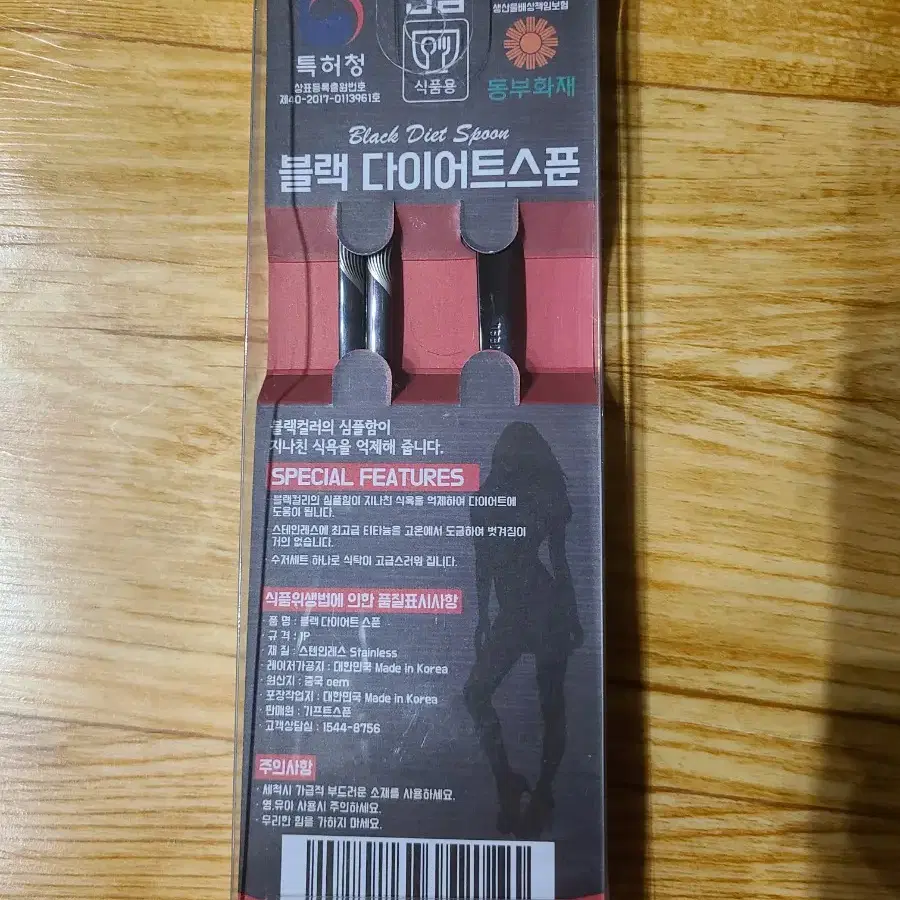 생산물배상책임보험
특허청
상표등록출원번호
제40-2017-0113961호
식품용
동부화재
Black Diet Spoon
블랙 다이어트스푼
블랙컬러의 심플함이
지나친 식욕을 억제해 줍니다.
SPECIAL FEATURES
블랙컬러의 심플함이 지나친 식욕을 억제하여 다이어트에
도움이 됩니다.
스테인레스에 최고급 티타늄을 고온에서 도금하여 벗겨짐이
거의 없습니다.
수저세트 하나로 식탁이 고급스러워 집니다.
식품위생법에 의한 품질표시사항
· 품 명 : 블랙 다이어트 스푼
· 규 격 : 1P
· 재 질 : 스텐인레스 Stainless
· 레이저가공지 : 대한민국 Made in Korea
· 원산지 : 중국 oem
· 포장작업지 : 대한민국 Made in Korea
· 판매원 : 기프트스푼
· 고객상담실 : 1544-8756
주의사항
· 세척시 가급적 부드러운 소재를 사용하세요.
· 영.유아 사용시 주의하세요.
· 무리한 힘을 가하지 마세요.